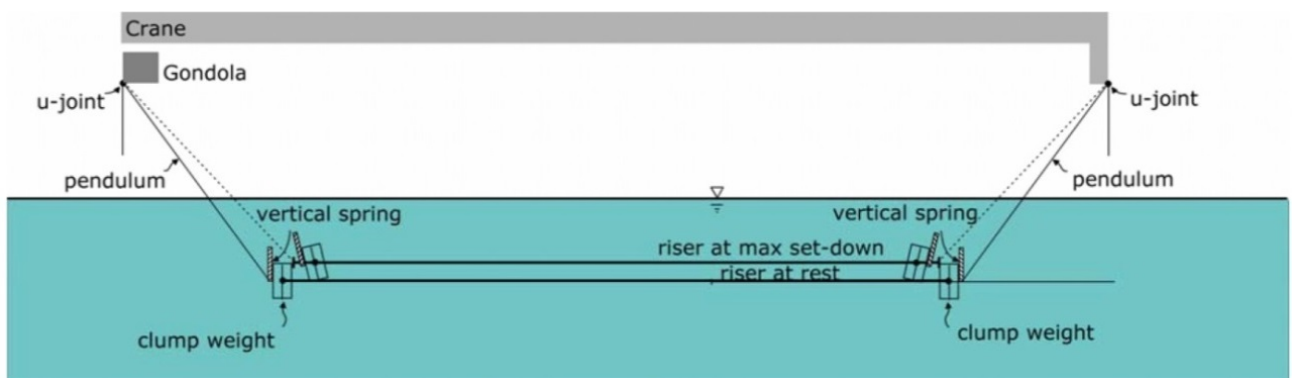 Crane
Gondola
u-joint
u-joint
pendulum
pendulum
vertical spring
vertical spring
riser at max set-down
riser at rest
clump weight
clump weight